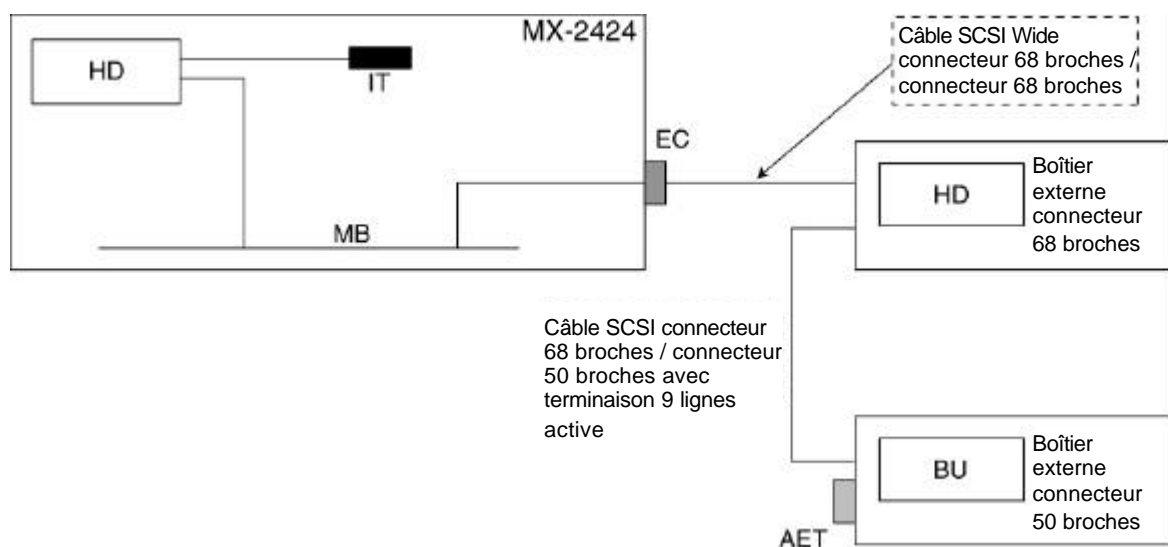 MX-2424
HD
IT
MB
EC
Câble SCSI Wide
connecteur 68 broches /
connecteur 68 broches
HD
Boîtier
externe
connecteur
68 broches
Câble SCSI connecteur
68 broches / connecteur
50 broches avec
terminaison 9 lignes
active
BU
Boîtier
externe
connecteur
50 broches
AET